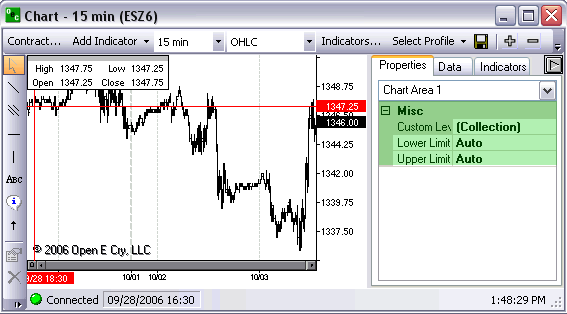 Chart - 15 min (ESZ6)
Contract... Add Indicator 15 min OHLC Indicators... Select Profile
High 1347.75 Low 1347.25
Open 1347.25 Close 1347.75
Properties Data Indicators
Chart Area 1
Misc
Custom Lev (Collection)
Lower Limit Auto
Upper Limit Auto
ABC
1348.75
1347.25
1346.00
1344.25
1342.00
1339.75
1337.50
© 2006 Open E Cry, LLC
9/28 18:30 10/01 10/02 10/03
Connected 09/28/2006 16:30 1:48:29 PM